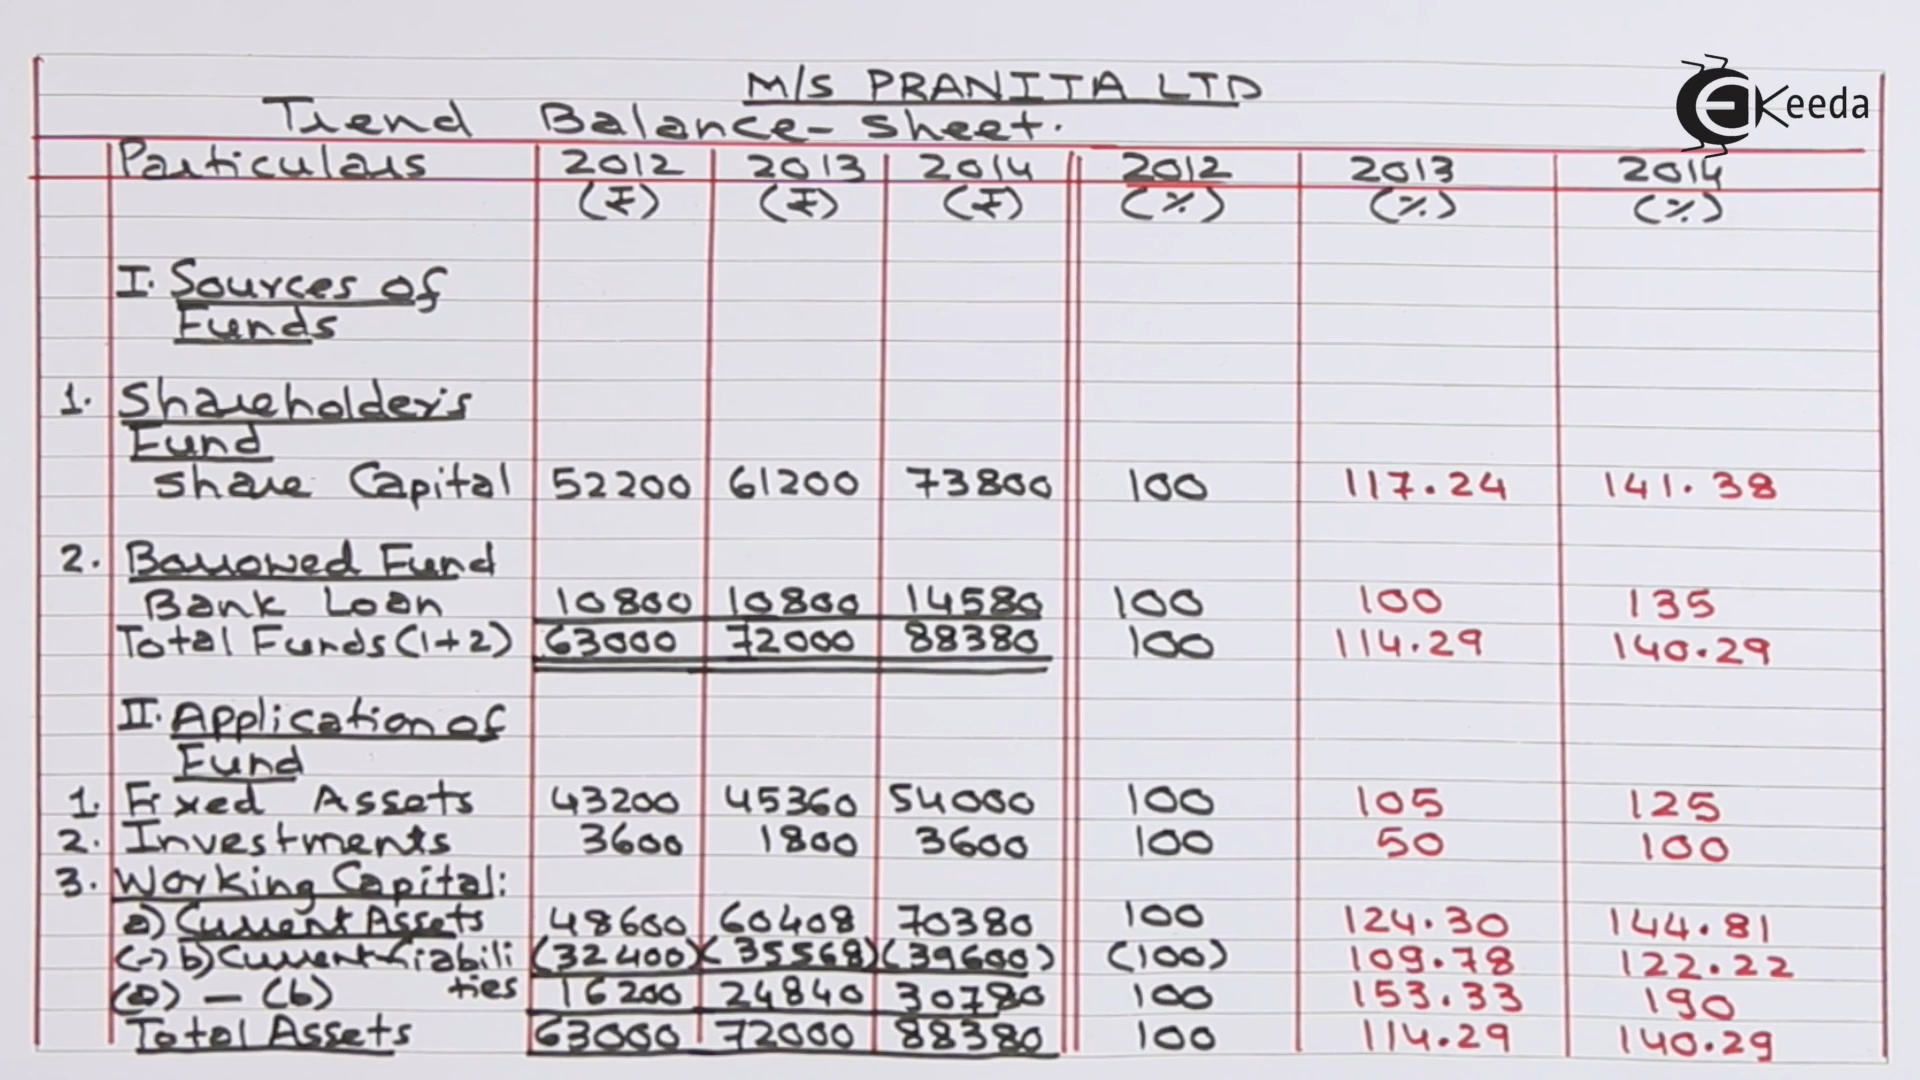 M/S PRANITA LTD
EKeeda
Trend Balance-Sheet.
Particulars 2012 2013 2014 2012 2013 2014
(₹) (₹) (₹) (%) (%) (%)
I. Sources of
Funds
1. Shareholder's
Fund
Share Capital 52200 61200 73800 100 117.24 141.38
2. Borrowed Fund
Bank Loan 10800 10800 14580 100 100 135
Total Funds (1+2) 63000 72000 88380 100 114.29 140.29
II. Application of
Fund
1. Fixed Assets 43200 45360 54000 100 105 125
2. Investments 3600 1800 3600 100 50 100
3. Working Capital:
a) Current Assets 48600 60408 70380 100 124.30 144.81
(-) b) Current Liabili (32400) (35568) (39600) (100) 109.78 122.22
(a) - (b) ties 16200 24840 30780 100 153.33 190
Total Assets 63000 72000 88380 100 114.29 140.29